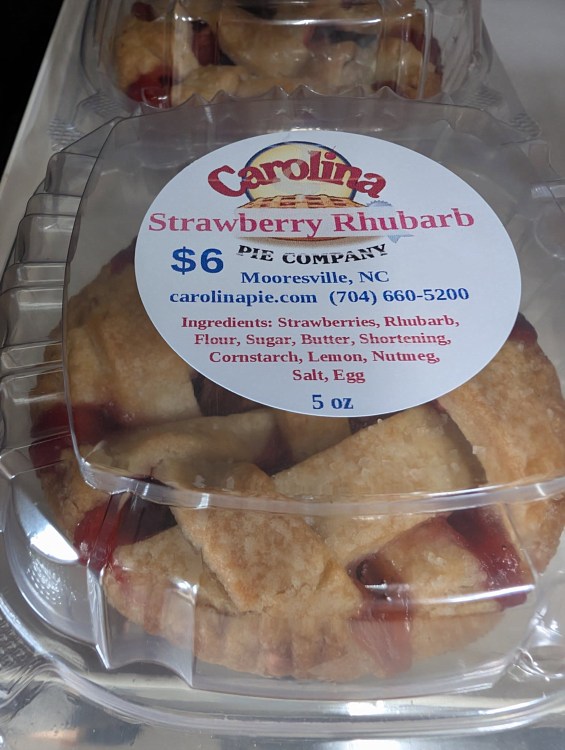 Carolina
Strawberry Rhubarb
$6 PIE COMPANY
Mooresville, NC
carolinapie.com (704) 660-5200
Ingredients: Strawberries, Rhubarb,
Flour, Sugar, Butter, Shortening,
Cornstarch, Lemon, Nutmeg,
Salt, Egg
5 oz